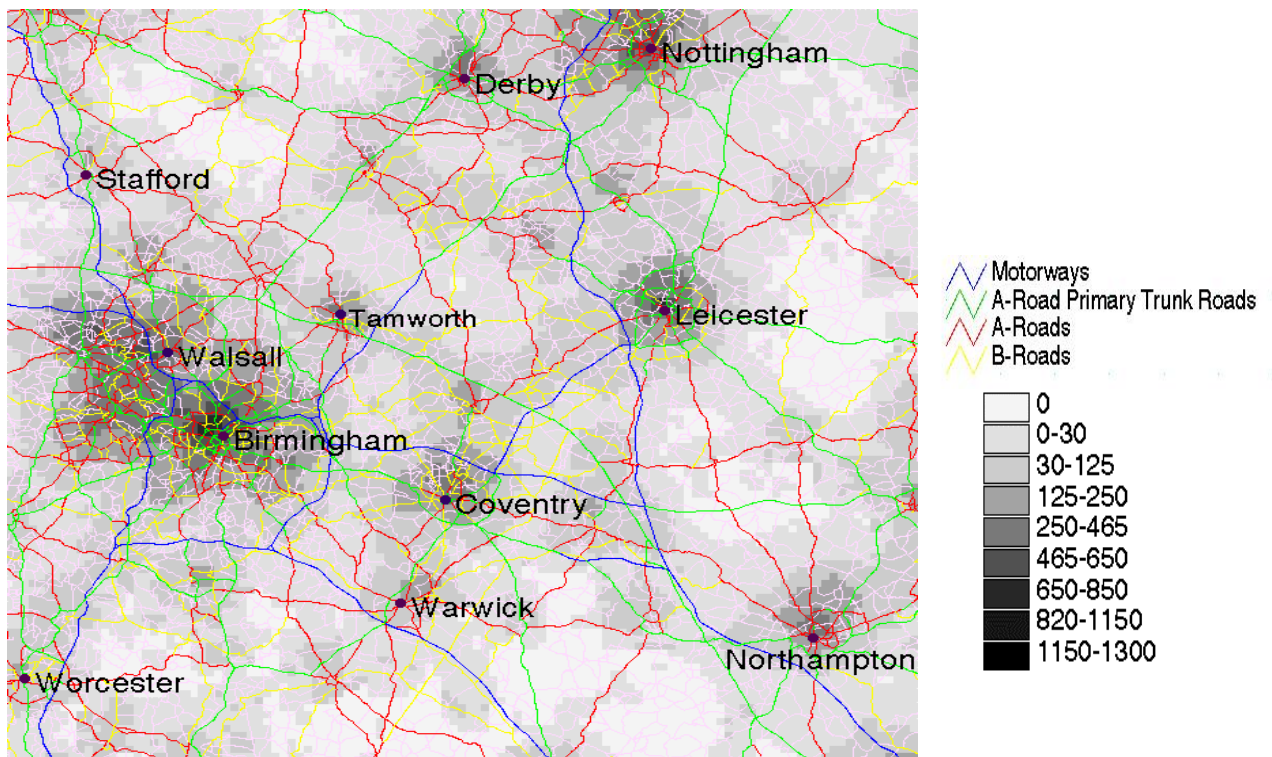 Nottingham
Derby
Stafford
Tamworth
Leicester
Walsall
Birmingham
Coventry
Warwick
Northampton
Worcester
Motorways
A-Road Primary Trunk Roads
A-Roads
B-Roads
0
0-30
30-125
125-250
250-465
465-650
650-850
820-1150
1150-1300